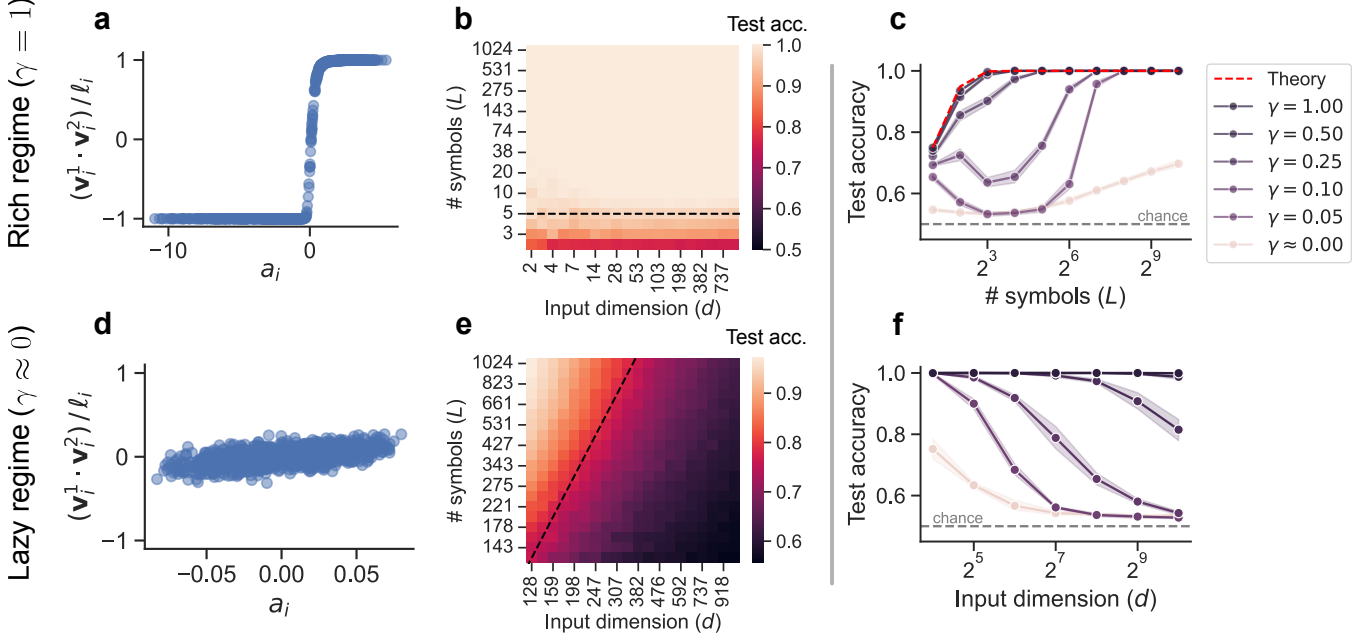 Rich regime (γ = 1)
a
(v_i^1 · v_i^2) / ℓ_i
1
0
−1
−10
0
a_i
b
Test acc.
# symbols (L)
1024
531
275
143
74
38
20
10
5
3
2
4
7
14
28
53
103
198
382
737
Input dimension (d)
1.0
0.9
0.8
0.7
0.6
0.5
c
Test accuracy
1.0
0.8
0.6
chance
2^3
2^6
2^9
# symbols (L)
Theory
γ = 1.00
γ = 0.50
γ = 0.25
γ = 0.10
γ = 0.05
γ ≈ 0.00
Lazy regime (γ ≈ 0)
d
(v_i^1 · v_i^2) / ℓ_i
1
0
−1
−0.05
0.00
0.05
a_i
e
Test acc.
# symbols (L)
1024
823
661
531
427
343
275
221
178
143
128
159
198
247
307
382
476
592
737
918
Input dimension (d)
0.9
0.8
0.7
0.6
f
Test accuracy
1.0
0.8
0.6
chance
2^5
2^7
2^9
Input dimension (d)